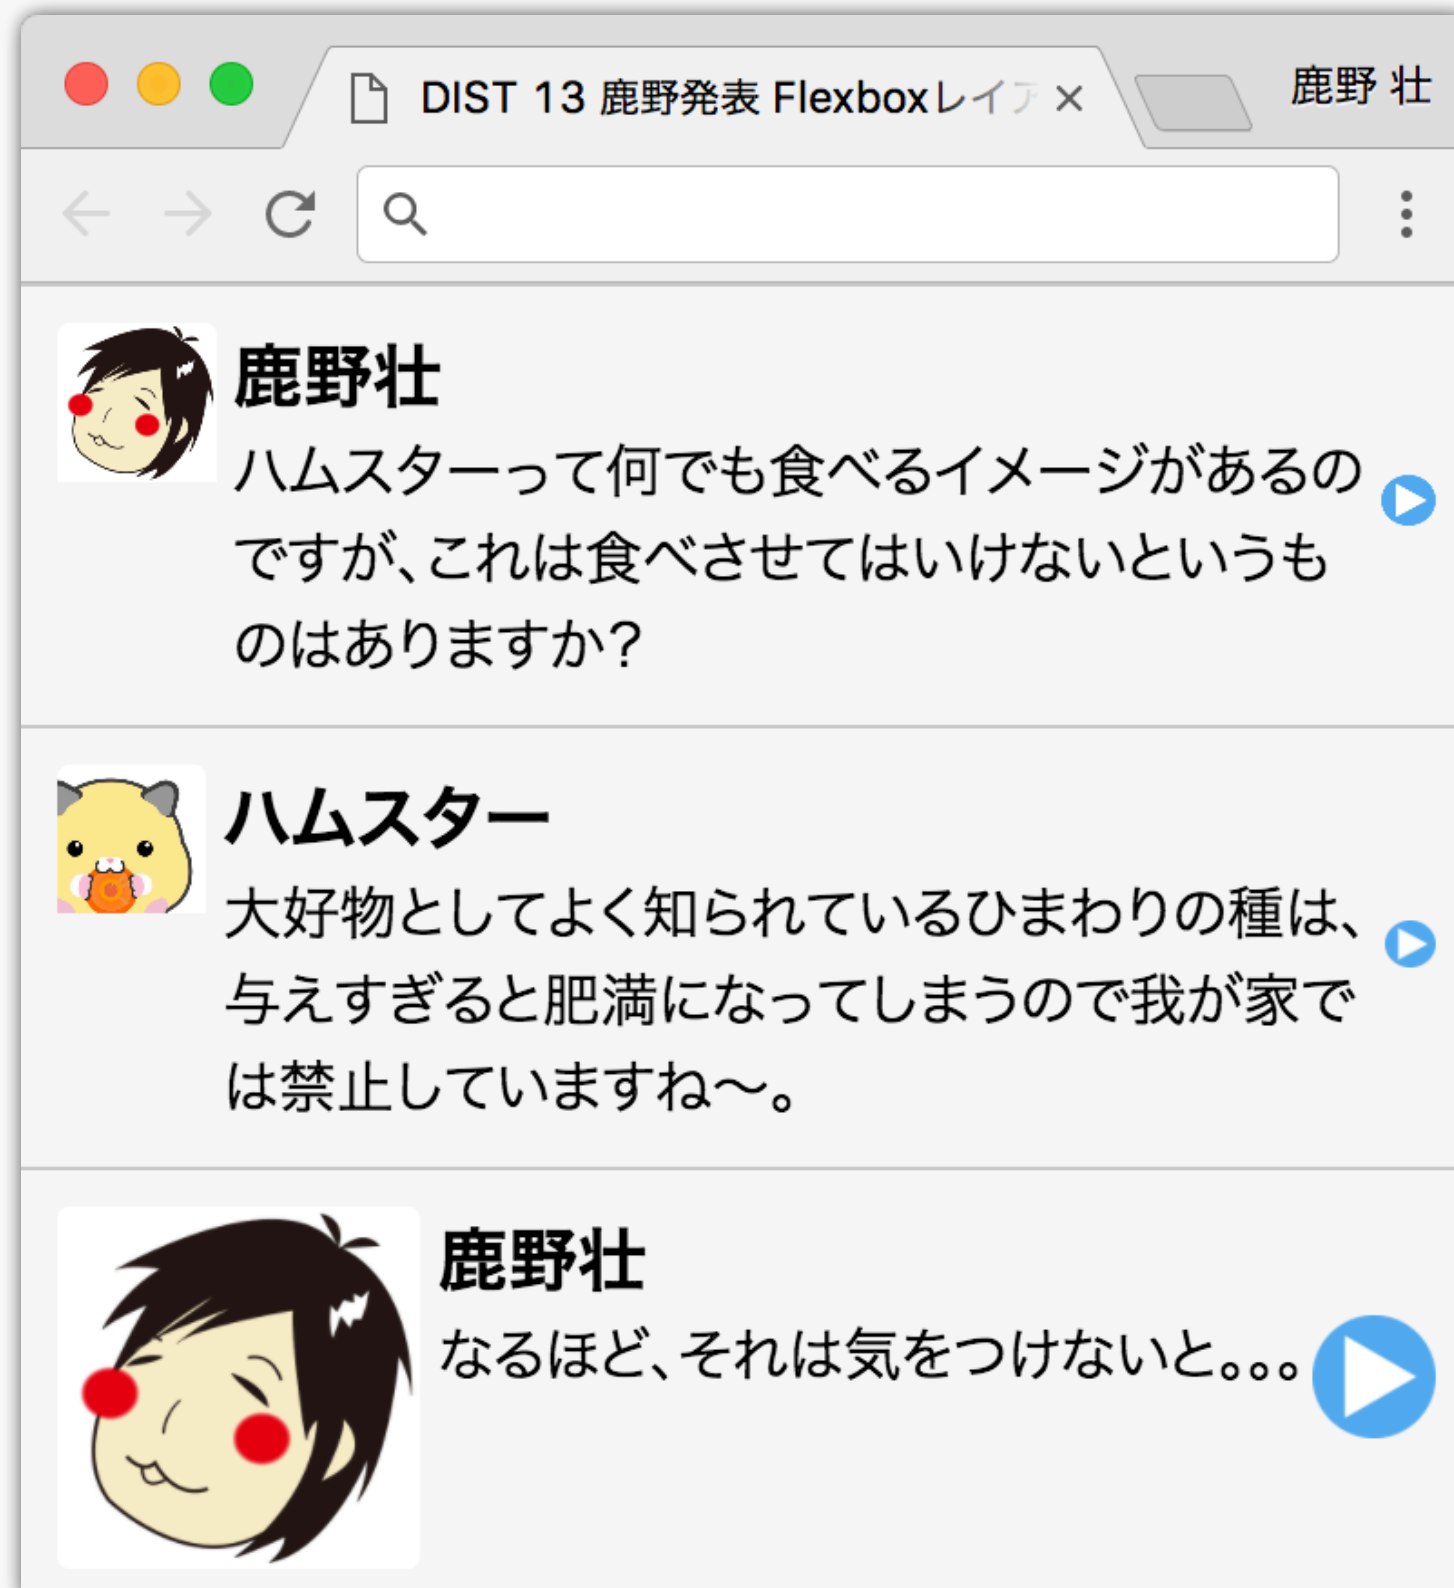 DIST 13 鹿野発表 Flexboxレイア
鹿野 壮
鹿野壮
ハムスターって何でも食べるイメージがあるの
ですが、これは食べさせてはいけないというも
のはありますか？
ハムスター
大好物としてよく知られているひまわりの種は、
与えすぎると肥満になってしまうので我が家で
は禁止していますね〜。
鹿野壮
なるほど、それは気をつけないと。。。